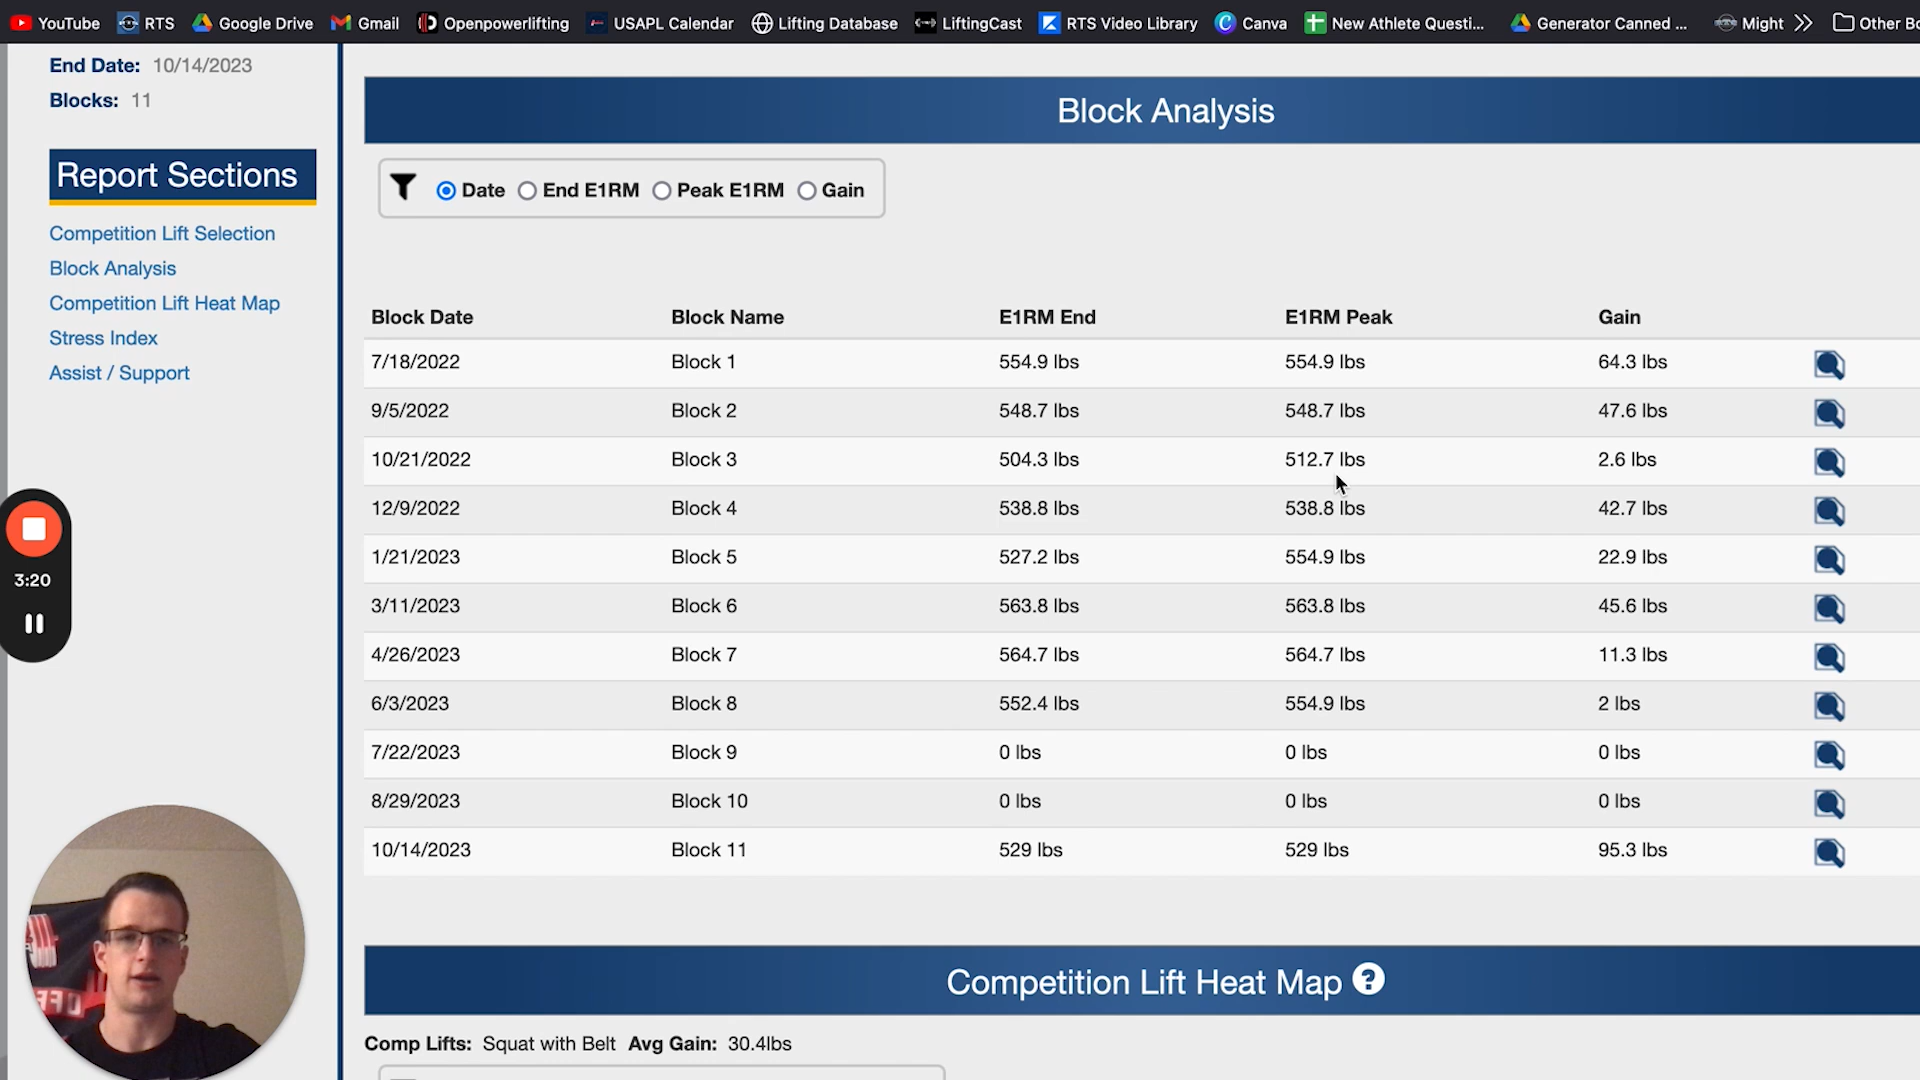 YouTube RTS Google Drive Gmail Openpowerlifting USAPL Calendar Lifting Database LiftingCast RTS Video Library Canva New Athlete Questi... Generator Canned ... Might Other Bo
End Date: 10/14/2023
Blocks: 11
Report Sections
Competition Lift Selection
Block Analysis
Competition Lift Heat Map
Stress Index
Assist / Support
3:20
Block Analysis
Date End E1RM Peak E1RM Gain
Block Date Block Name E1RM End E1RM Peak Gain
7/18/2022 Block 1 554.9 lbs 554.9 lbs 64.3 lbs
9/5/2022 Block 2 548.7 lbs 548.7 lbs 47.6 lbs
10/21/2022 Block 3 504.3 lbs 512.7 lbs 2.6 lbs
12/9/2022 Block 4 538.8 lbs 538.8 lbs 42.7 lbs
1/21/2023 Block 5 527.2 lbs 554.9 lbs 22.9 lbs
3/11/2023 Block 6 563.8 lbs 563.8 lbs 45.6 lbs
4/26/2023 Block 7 564.7 lbs 564.7 lbs 11.3 lbs
6/3/2023 Block 8 552.4 lbs 554.9 lbs 2 lbs
7/22/2023 Block 9 0 lbs 0 lbs 0 lbs
8/29/2023 Block 10 0 lbs 0 lbs 0 lbs
10/14/2023 Block 11 529 lbs 529 lbs 95.3 lbs
Competition Lift Heat Map ?
Comp Lifts: Squat with Belt Avg Gain: 30.4lbs